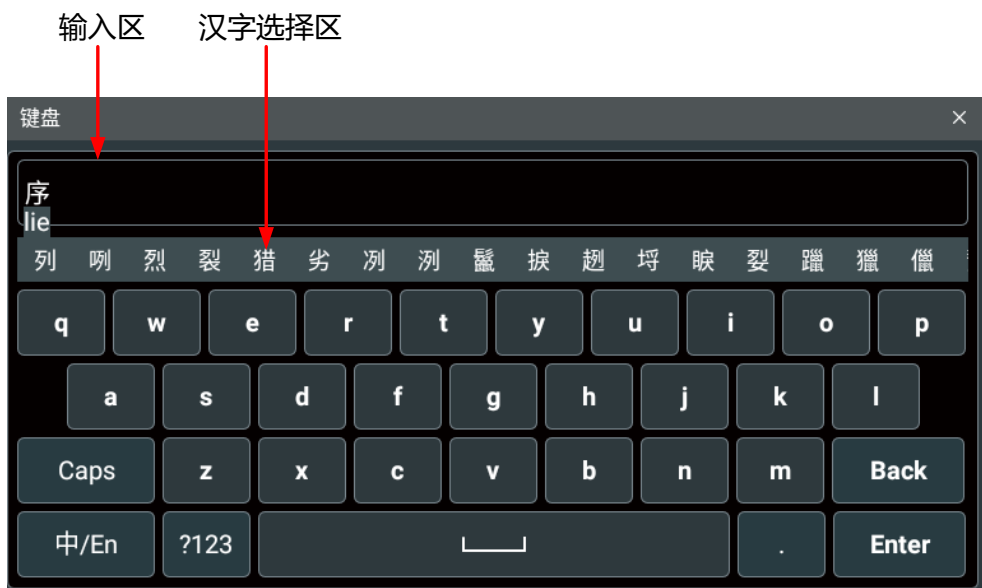 输入区 汉字选择区
键盘 ×
序
lie
列 咧 烈 裂 猎 劣 冽 洌 鬣 捩 趔 埒 睙 烮 躐 獵 儠
q w e r t y u i o p
a s d f g h j k l
Caps z x c v b n m Back
中/En ?123 . Enter